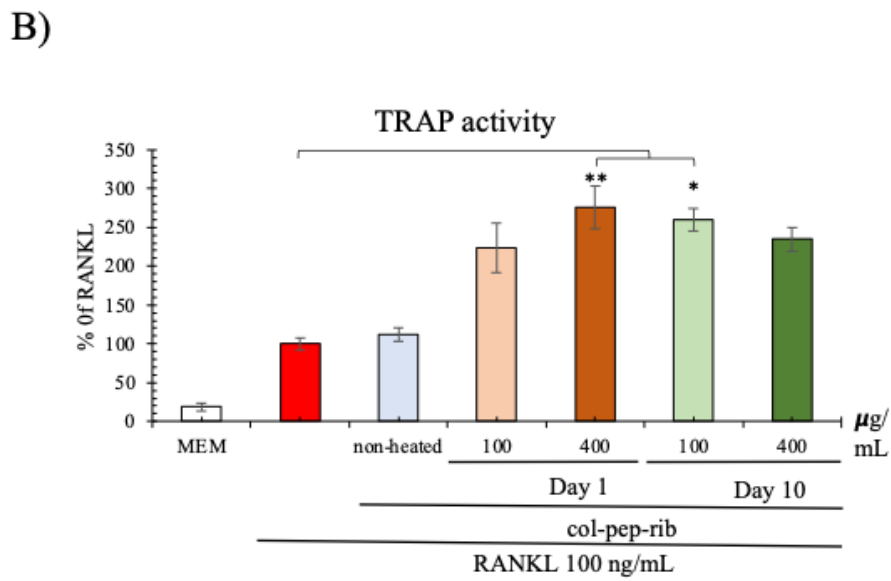 B)
TRAP activity
% 0f RANKL
350
300
250
200
150
100
50
0
** *
MEM non-heated 100 400 100 400 μg/
mL
Day 1 Day 10
col-pep-rib
RANKL 100 ng/mL